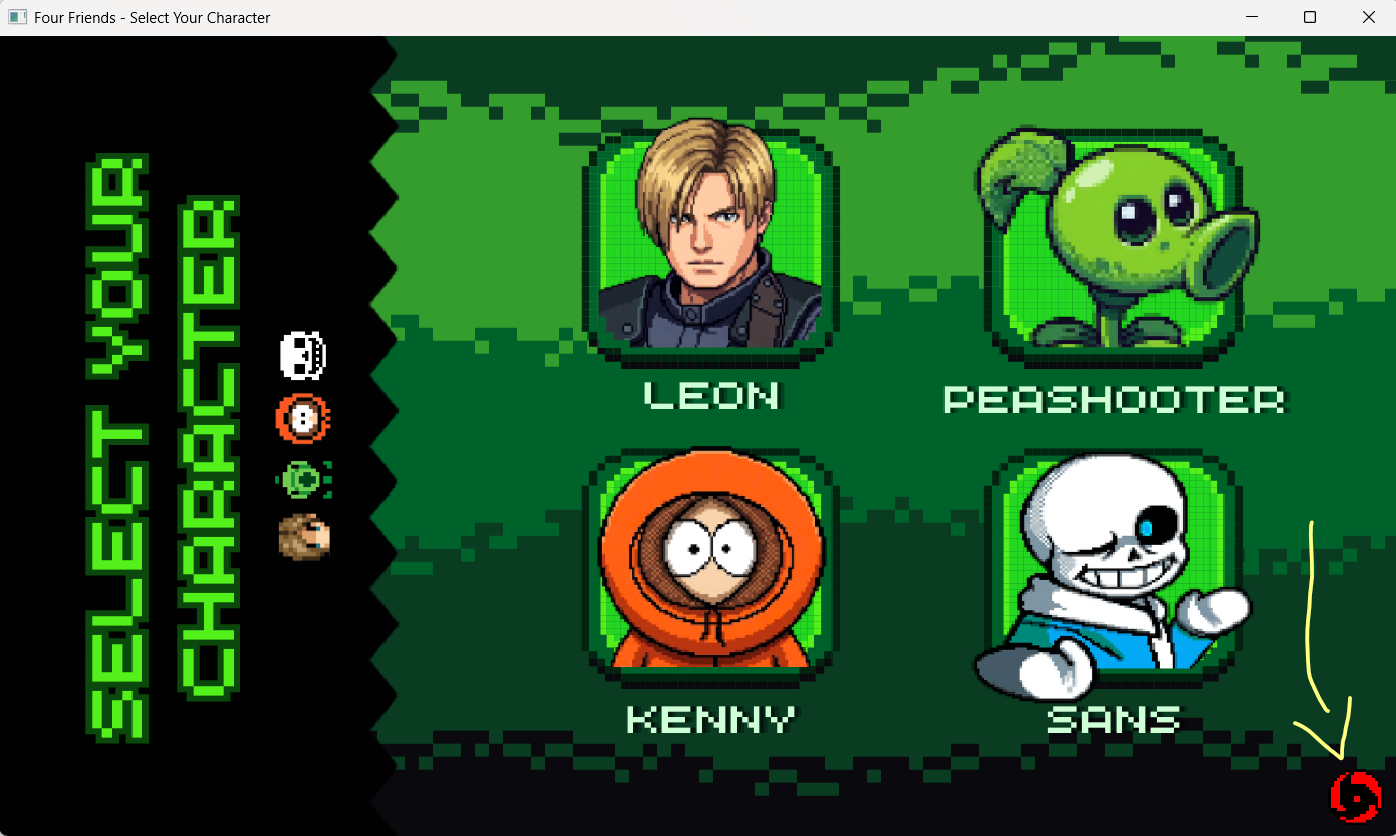 Four Friends - Select Your Character
SELECT YOUR
CHARACTER
LEON
PEASHOOTER
KENNY
SANS